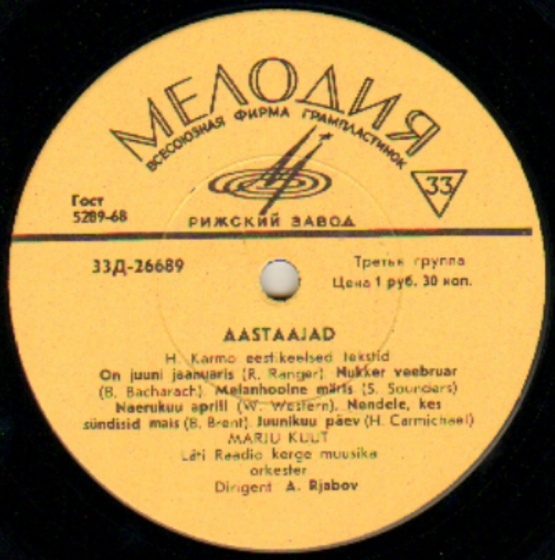 МЕЛОДИЯ
ВСЕСОЮЗНАЯ ФИРМА ГРАМПЛАСТИНОК
33
Гост
5289-68
РИЖСКИЙ ЗАВОД
33Д-26689
Третья группа
Цена 1 руб. 30 коп.
AASTAAJAD
H. Karmo eestikeelsed tekstid
On juuni jaanuaris (R. Ranger). Nukker veebruar
(B. Bacharach). Melanhoolne märts (S. Sounders)
Naerukuu aprill (W. Western). Nendele, kes
sündisid mais (B. Brent). Juunikuu päev (H. Carmichael)
MARJU KUUT
Läti Raadio kerge muusika
orkester
Dirigent A. Rjabov